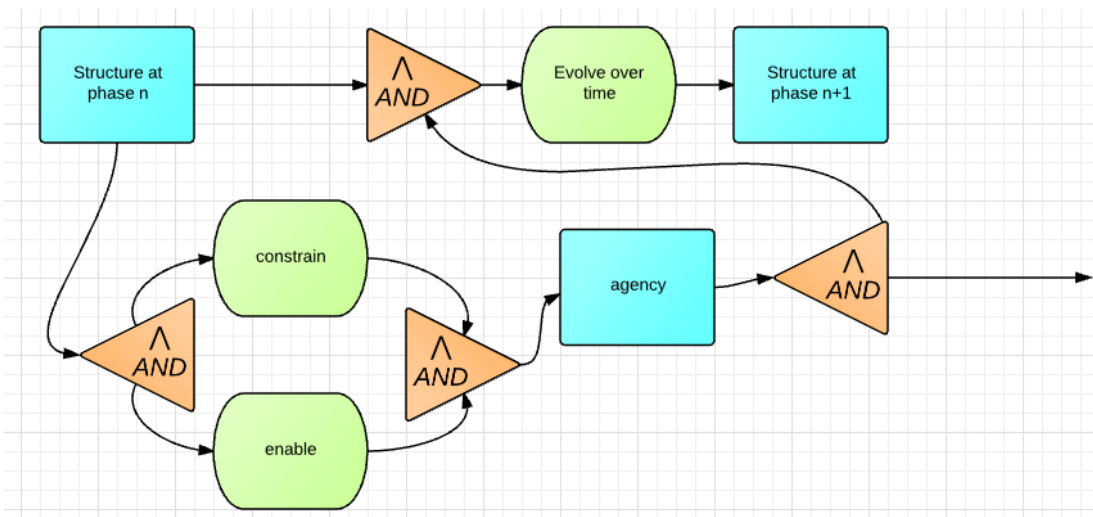 Structure at
phase n
Λ
AND
Evolve over
time
Structure at
phase n+1
constrain
agency
Λ
AND
Λ
AND
Λ
AND
enable